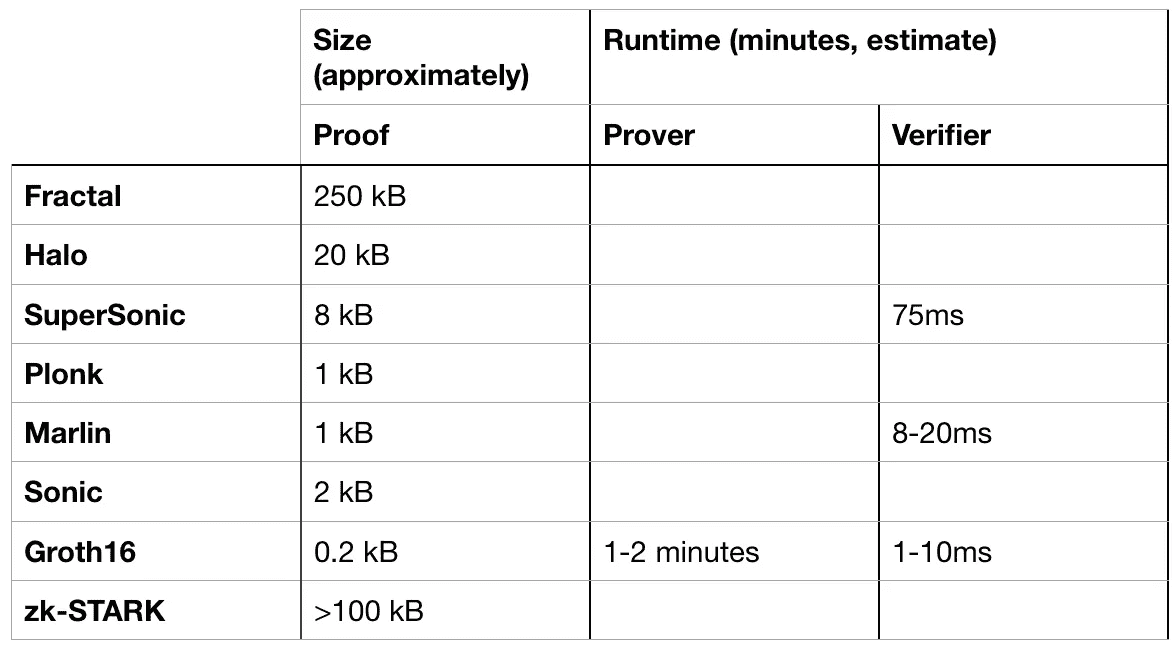 Size
(approximately)
Runtime (minutes, estimate)
Proof
Prover
Verifier
Fractal
250 kB
Halo
20 kB
SuperSonic
8 kB
75ms
Plonk
1 kB
Marlin
1 kB
8-20ms
Sonic
2 kB
Groth16
0.2 kB
1-2 minutes
1-10ms
zk-STARK
>100 kB